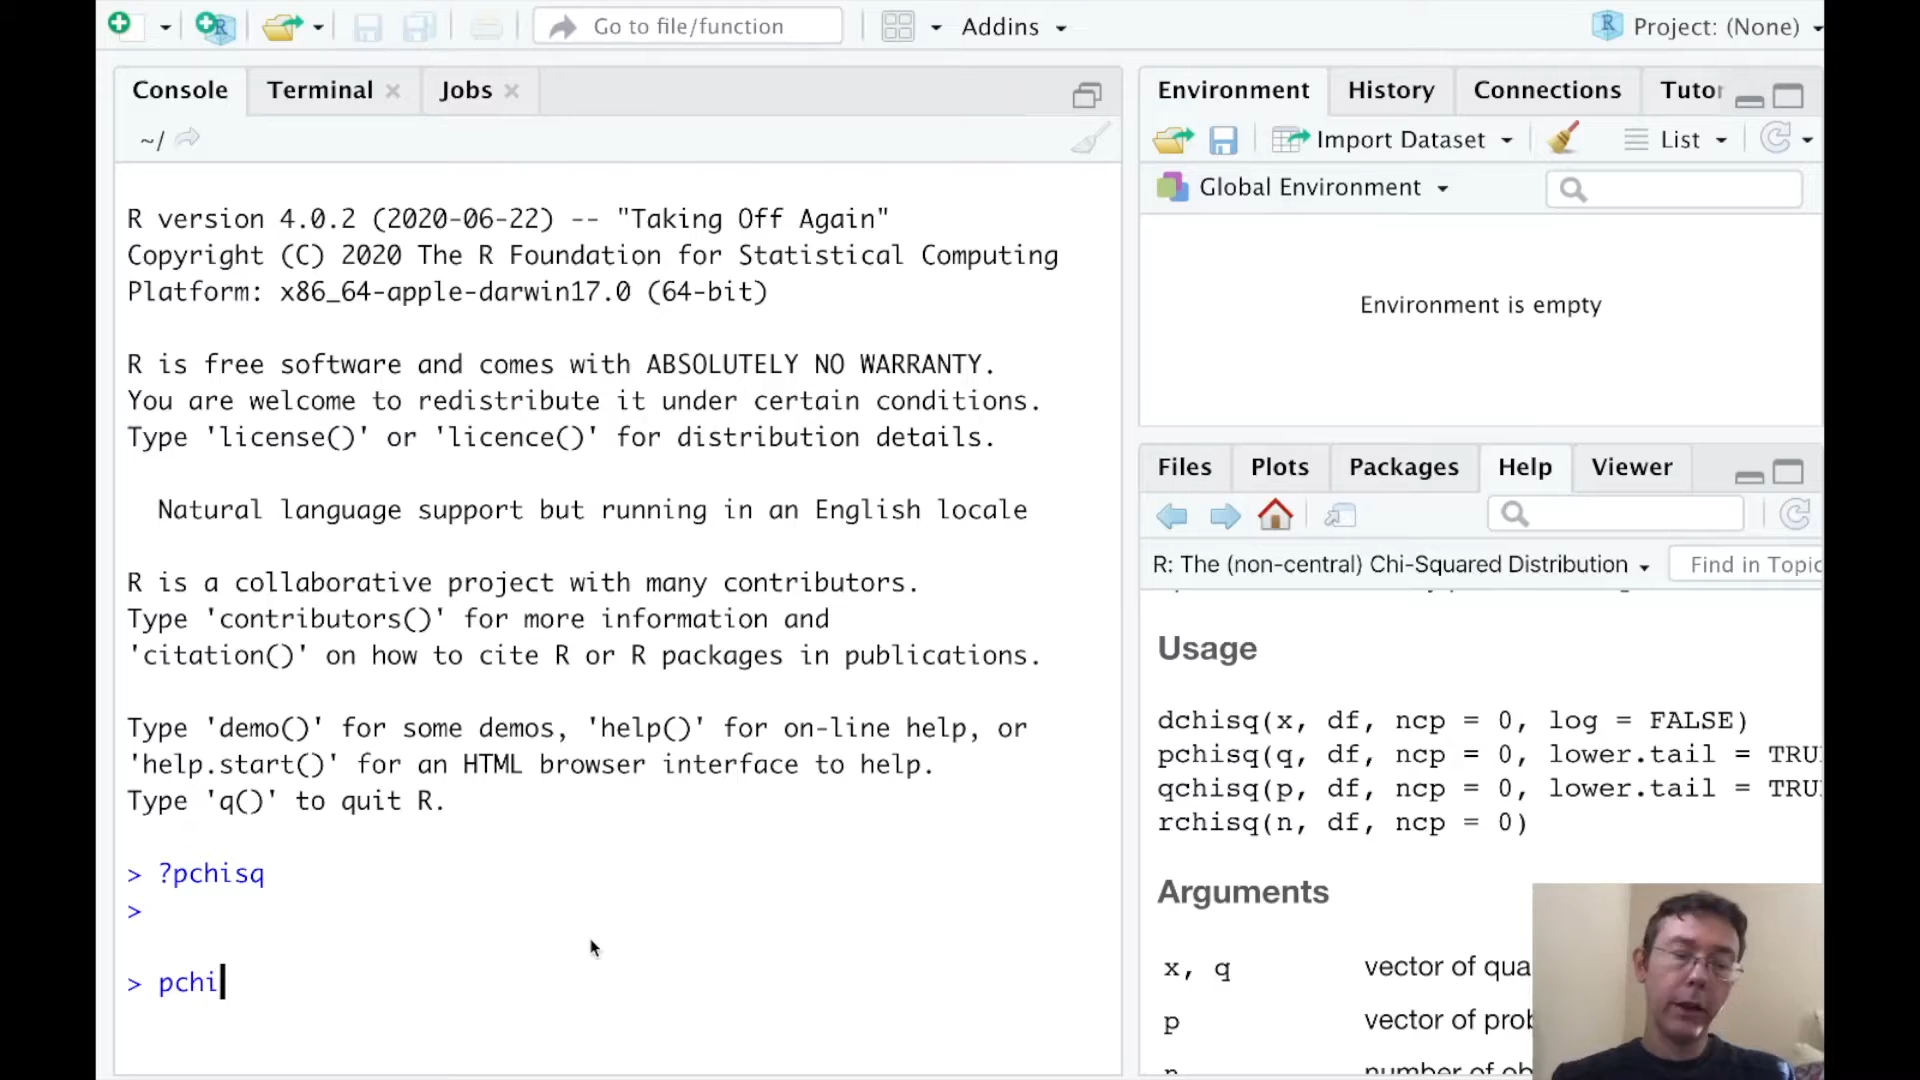 Go to file/function
Addins
Project: (None)
Console
Terminal
Jobs
~/
R version 4.0.2 (2020-06-22) -- "Taking Off Again"
Copyright (C) 2020 The R Foundation for Statistical Computing
Platform: x86_64-apple-darwin17.0 (64-bit)
R is free software and comes with ABSOLUTELY NO WARRANTY.
You are welcome to redistribute it under certain conditions.
Type 'license()' or 'licence()' for distribution details.
Natural language support but running in an English locale
R is a collaborative project with many contributors.
Type 'contributors()' for more information and
'citation()' on how to cite R or R packages in publications.
Type 'demo()' for some demos, 'help()' for on-line help, or
'help.start()' for an HTML browser interface to help.
Type 'q()' to quit R.
> ?pchisq
>
> pchi
Environment
History
Connections
Tutor
Import Dataset
List
Global Environment
Environment is empty
Files
Plots
Packages
Help
Viewer
R: The (non-central) Chi-Squared Distribution
Find in Topic
Usage
dchisq(x, df, ncp = 0, log = FALSE)
pchisq(q, df, ncp = 0, lower.tail = TRU
qchisq(p, df, ncp = 0, lower.tail = TRU
rchisq(n, df, ncp = 0)
Arguments
x, q vector of qua
p vector of prob
n number of ob